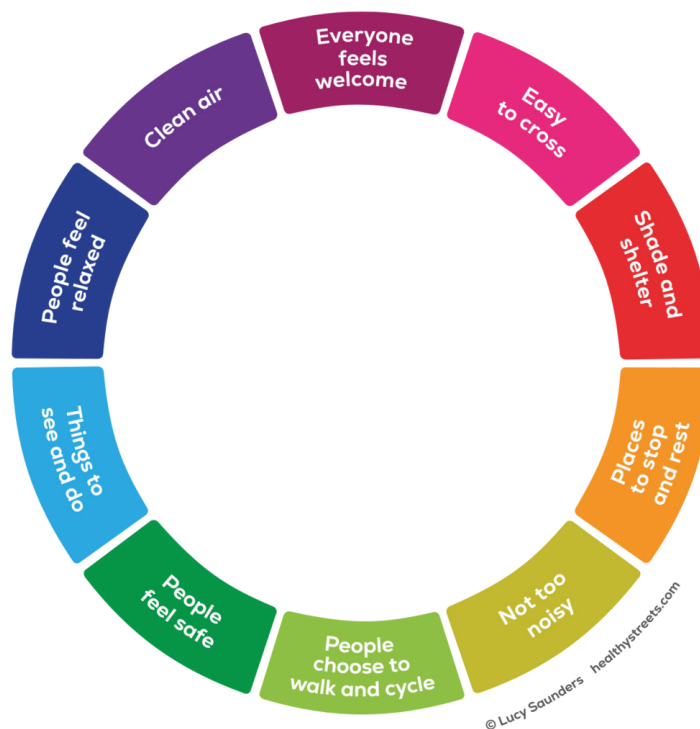 Everyone
feels
welcome
Easy
to cross
Shade and
shelter
Places
to stop
and rest
Not too
noisy
People
choose to
walk and cycle
People
feel safe
Things to
see and do
People feel
relaxed
Clean air
© Lucy Saunders healthystreets.com